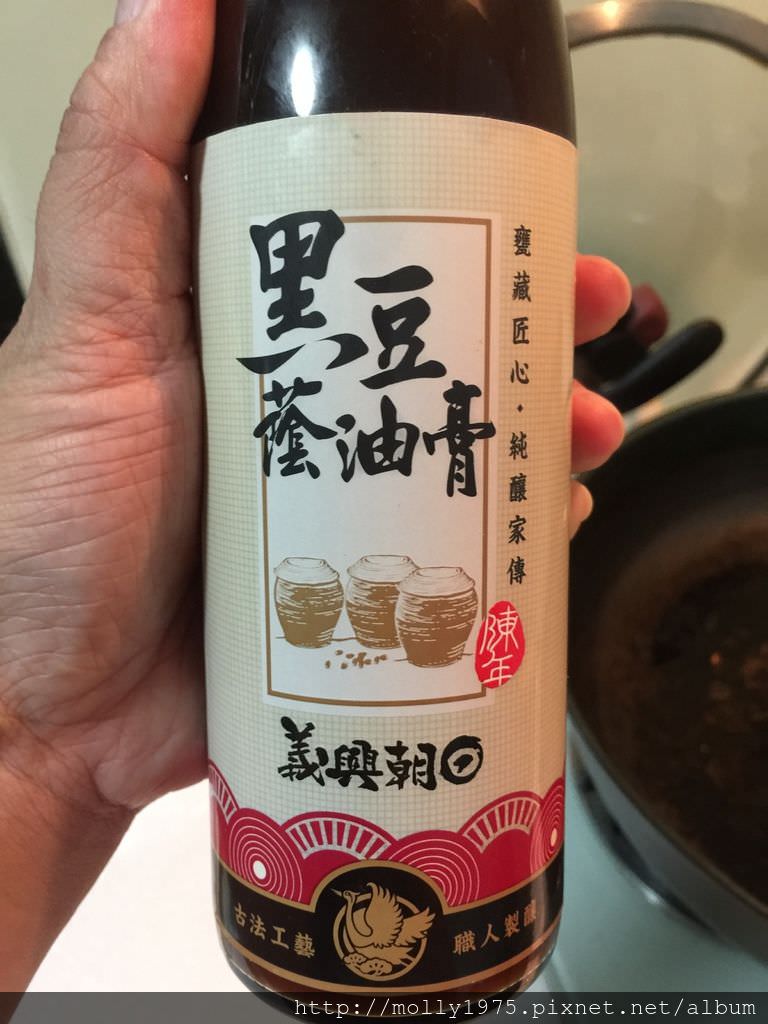 黑豆
蔭油膏
甕藏匠心・純釀家傳
陳年
義興朝日
古法工藝
職人製釀
http://molly1975.pixnet.net/album